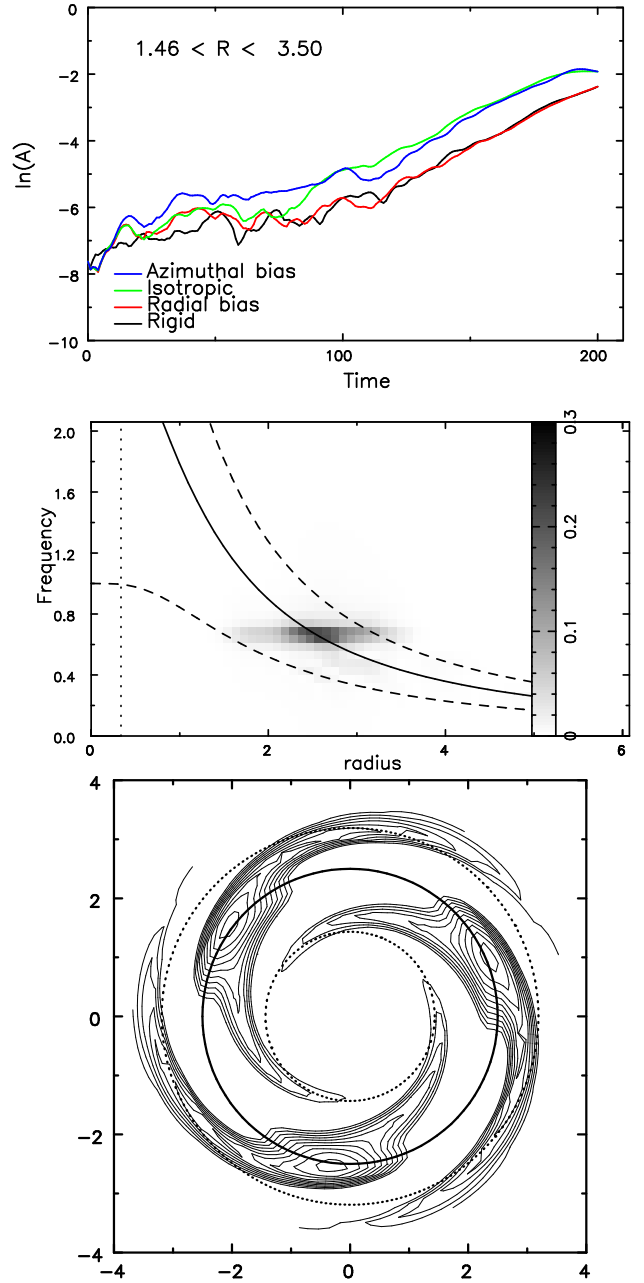 0
1.46 < R < 3.50
−2
−4
ln(A)
−6
−8
Azimuthal bias
Isotropic
Radial bias
Rigid
−10
0 100 200
Time
2.0
0.3
1.6
0.2
1.2
Frequency
0.8
0.1
0.4
0.0
0
0 2 4 6
radius
4
2
0
−2
−4
−4 −2 0 2 4